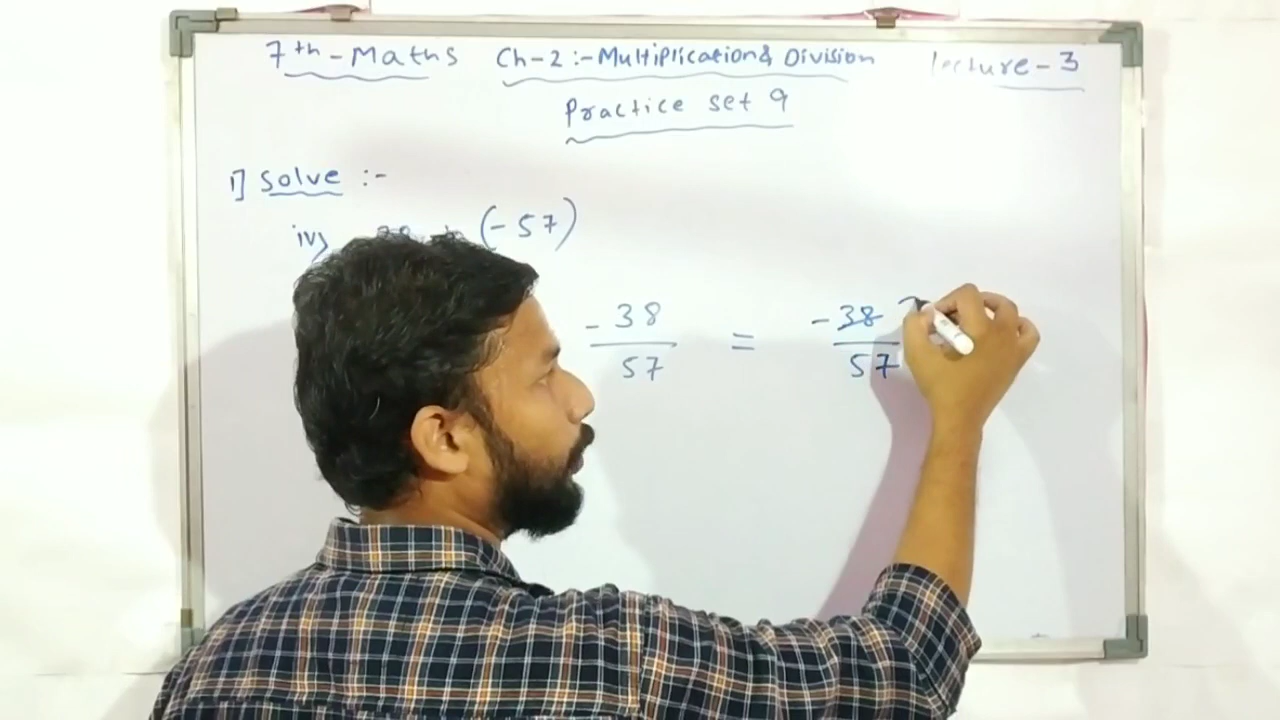 7th - Maths Ch-2 :- Multiplication & Division lecture - 3
Practice set 9
1] Solve :-
iv) (- 57)
- 38 / 57 = - 38 / 57